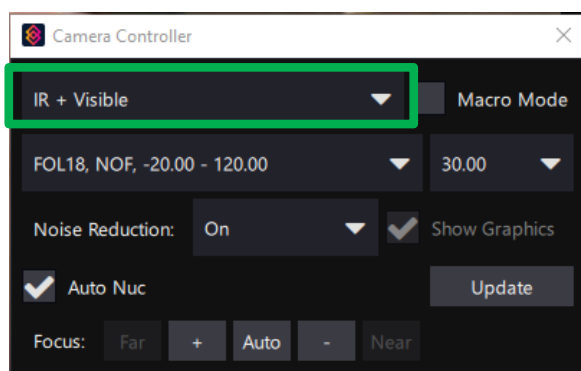 Camera Controller
IR + Visible
Macro Mode
FOL18, NOF, -20.00 - 120.00
30.00
Noise Reduction:
On
Show Graphics
Auto Nuc
Update
Focus:
Far
+
Auto
-
Near